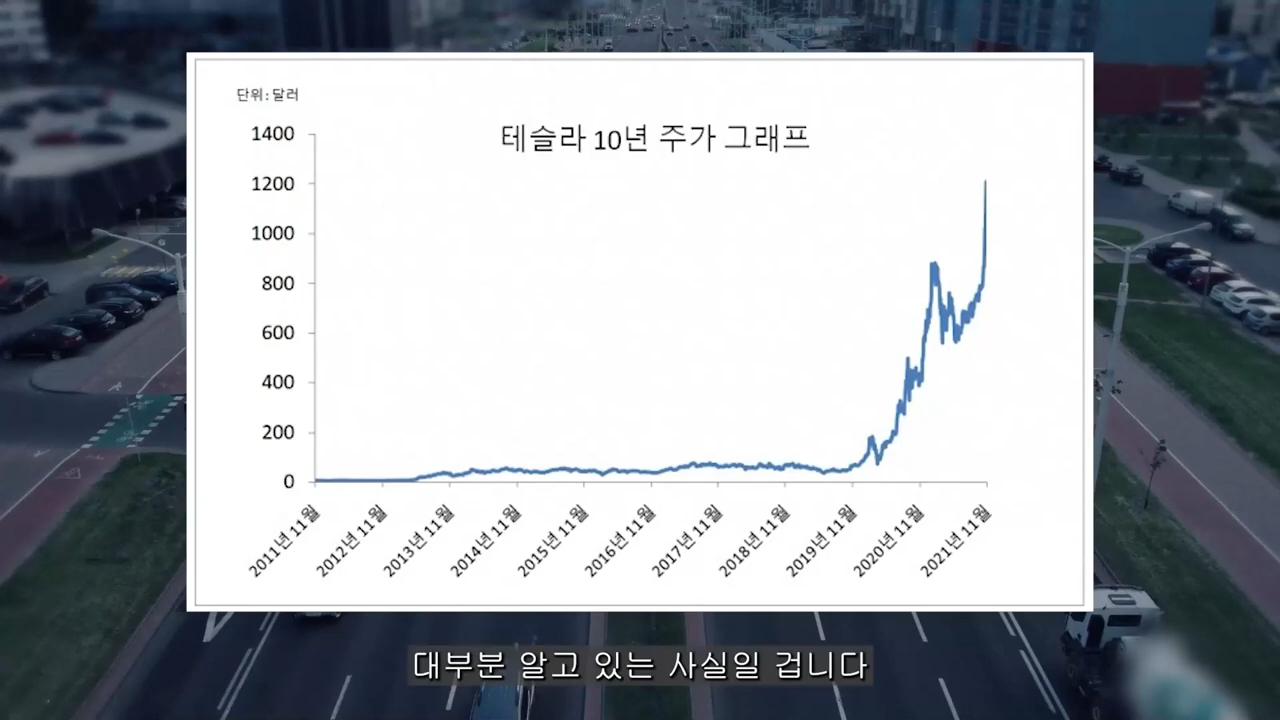 단위:달러
테슬라 10년 주가 그래프
1400
1200
1000
800
600
400
200
0
2011년 11월
2012년 11월
2013년 11월
2014년 11월
2015년 11월
2016년 11월
2017년 11월
2018년 11월
2019년 11월
2020년 11월
2021년 11월
대부분 알고 있는 사실일 겁니다